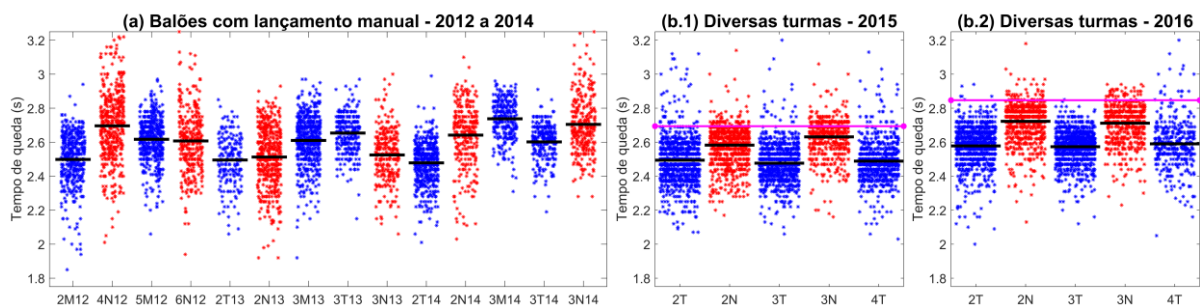 (a) Balões com lançamento manual - 2012 a 2014
Tempo de queda (s)
3.2
3
2.8
2.6
2.4
2.2
2
1.8
2M12 4N12 5M12 6N12 2T13 2N13 3M13 3T13 3N13 2T14 2N14 3M14 3T14 3N14
(b.1) Diversas turmas - 2015
Tempo de queda (s)
3.2
3
2.8
2.6
2.4
2.2
2
1.8
2T 2N 3T 3N 4T
(b.2) Diversas turmas - 2016
Tempo de queda (s)
3.2
3
2.8
2.6
2.4
2.2
2
1.8
2T 2N 3T 3N 4T